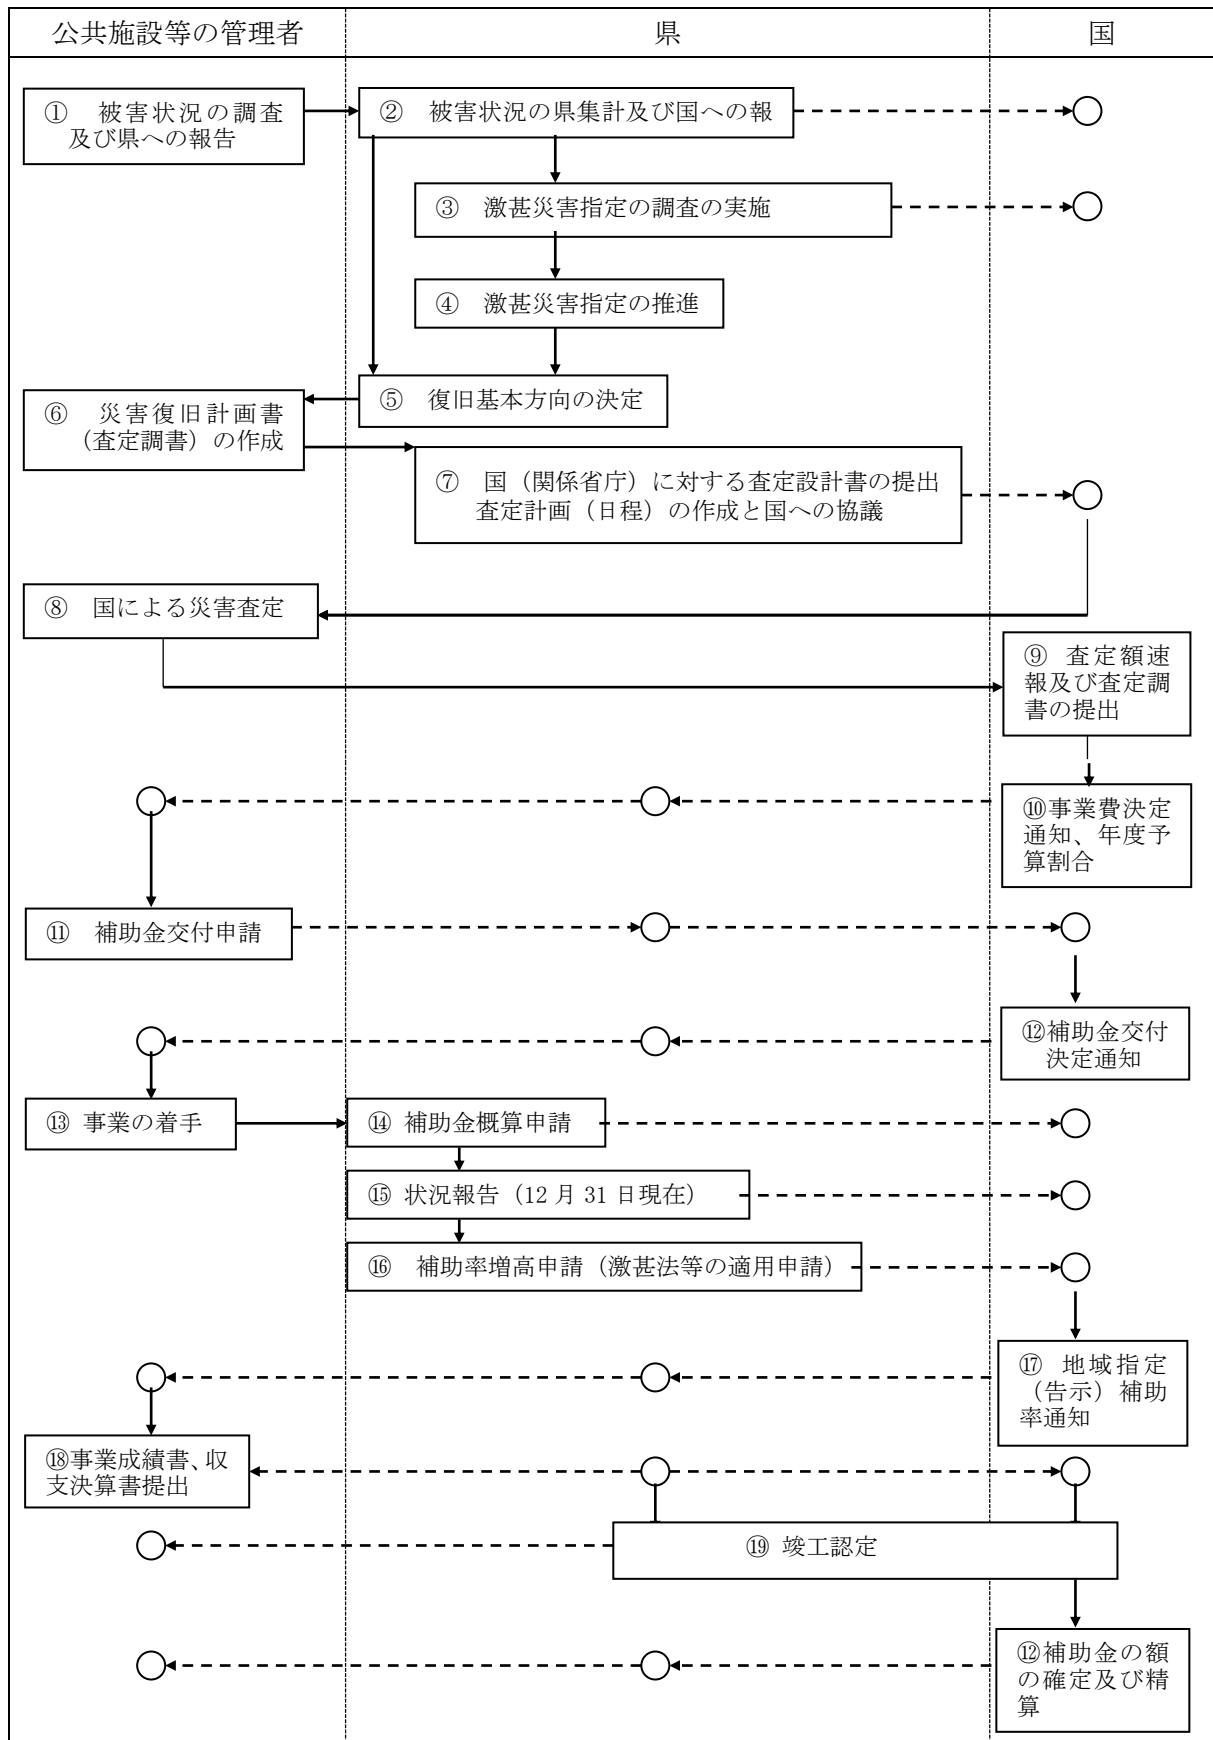 公共施設等の管理者
県
国
① 被害状況の調査
及び県への報告
② 被害状況の県集計及び国への報
③ 激甚災害指定の調査の実施
④ 激甚災害指定の推進
⑤ 復旧基本方向の決定
⑥ 災害復旧計画書
（査定調書）の作成
⑦ 国（関係省庁）に対する査定設計書の提出
査定計画（日程）の作成と国への協議
⑧ 国による災害査定
⑨ 査定額速
報及び査定調
書の提出
⑩事業費決定
通知、年度予
算割合
⑪ 補助金交付申請
⑫補助金交付
決定通知
⑬ 事業の着手
⑭ 補助金概算申請
⑮ 状況報告（12 月 31 日現在）
⑯ 補助率増高申請（激甚法等の適用申請）
⑰ 地域指定
（告示）補助
率通知
⑱事業成績書、収
支決算書提出
⑲ 竣工認定
⑫補助金の額
の確定及び精
算